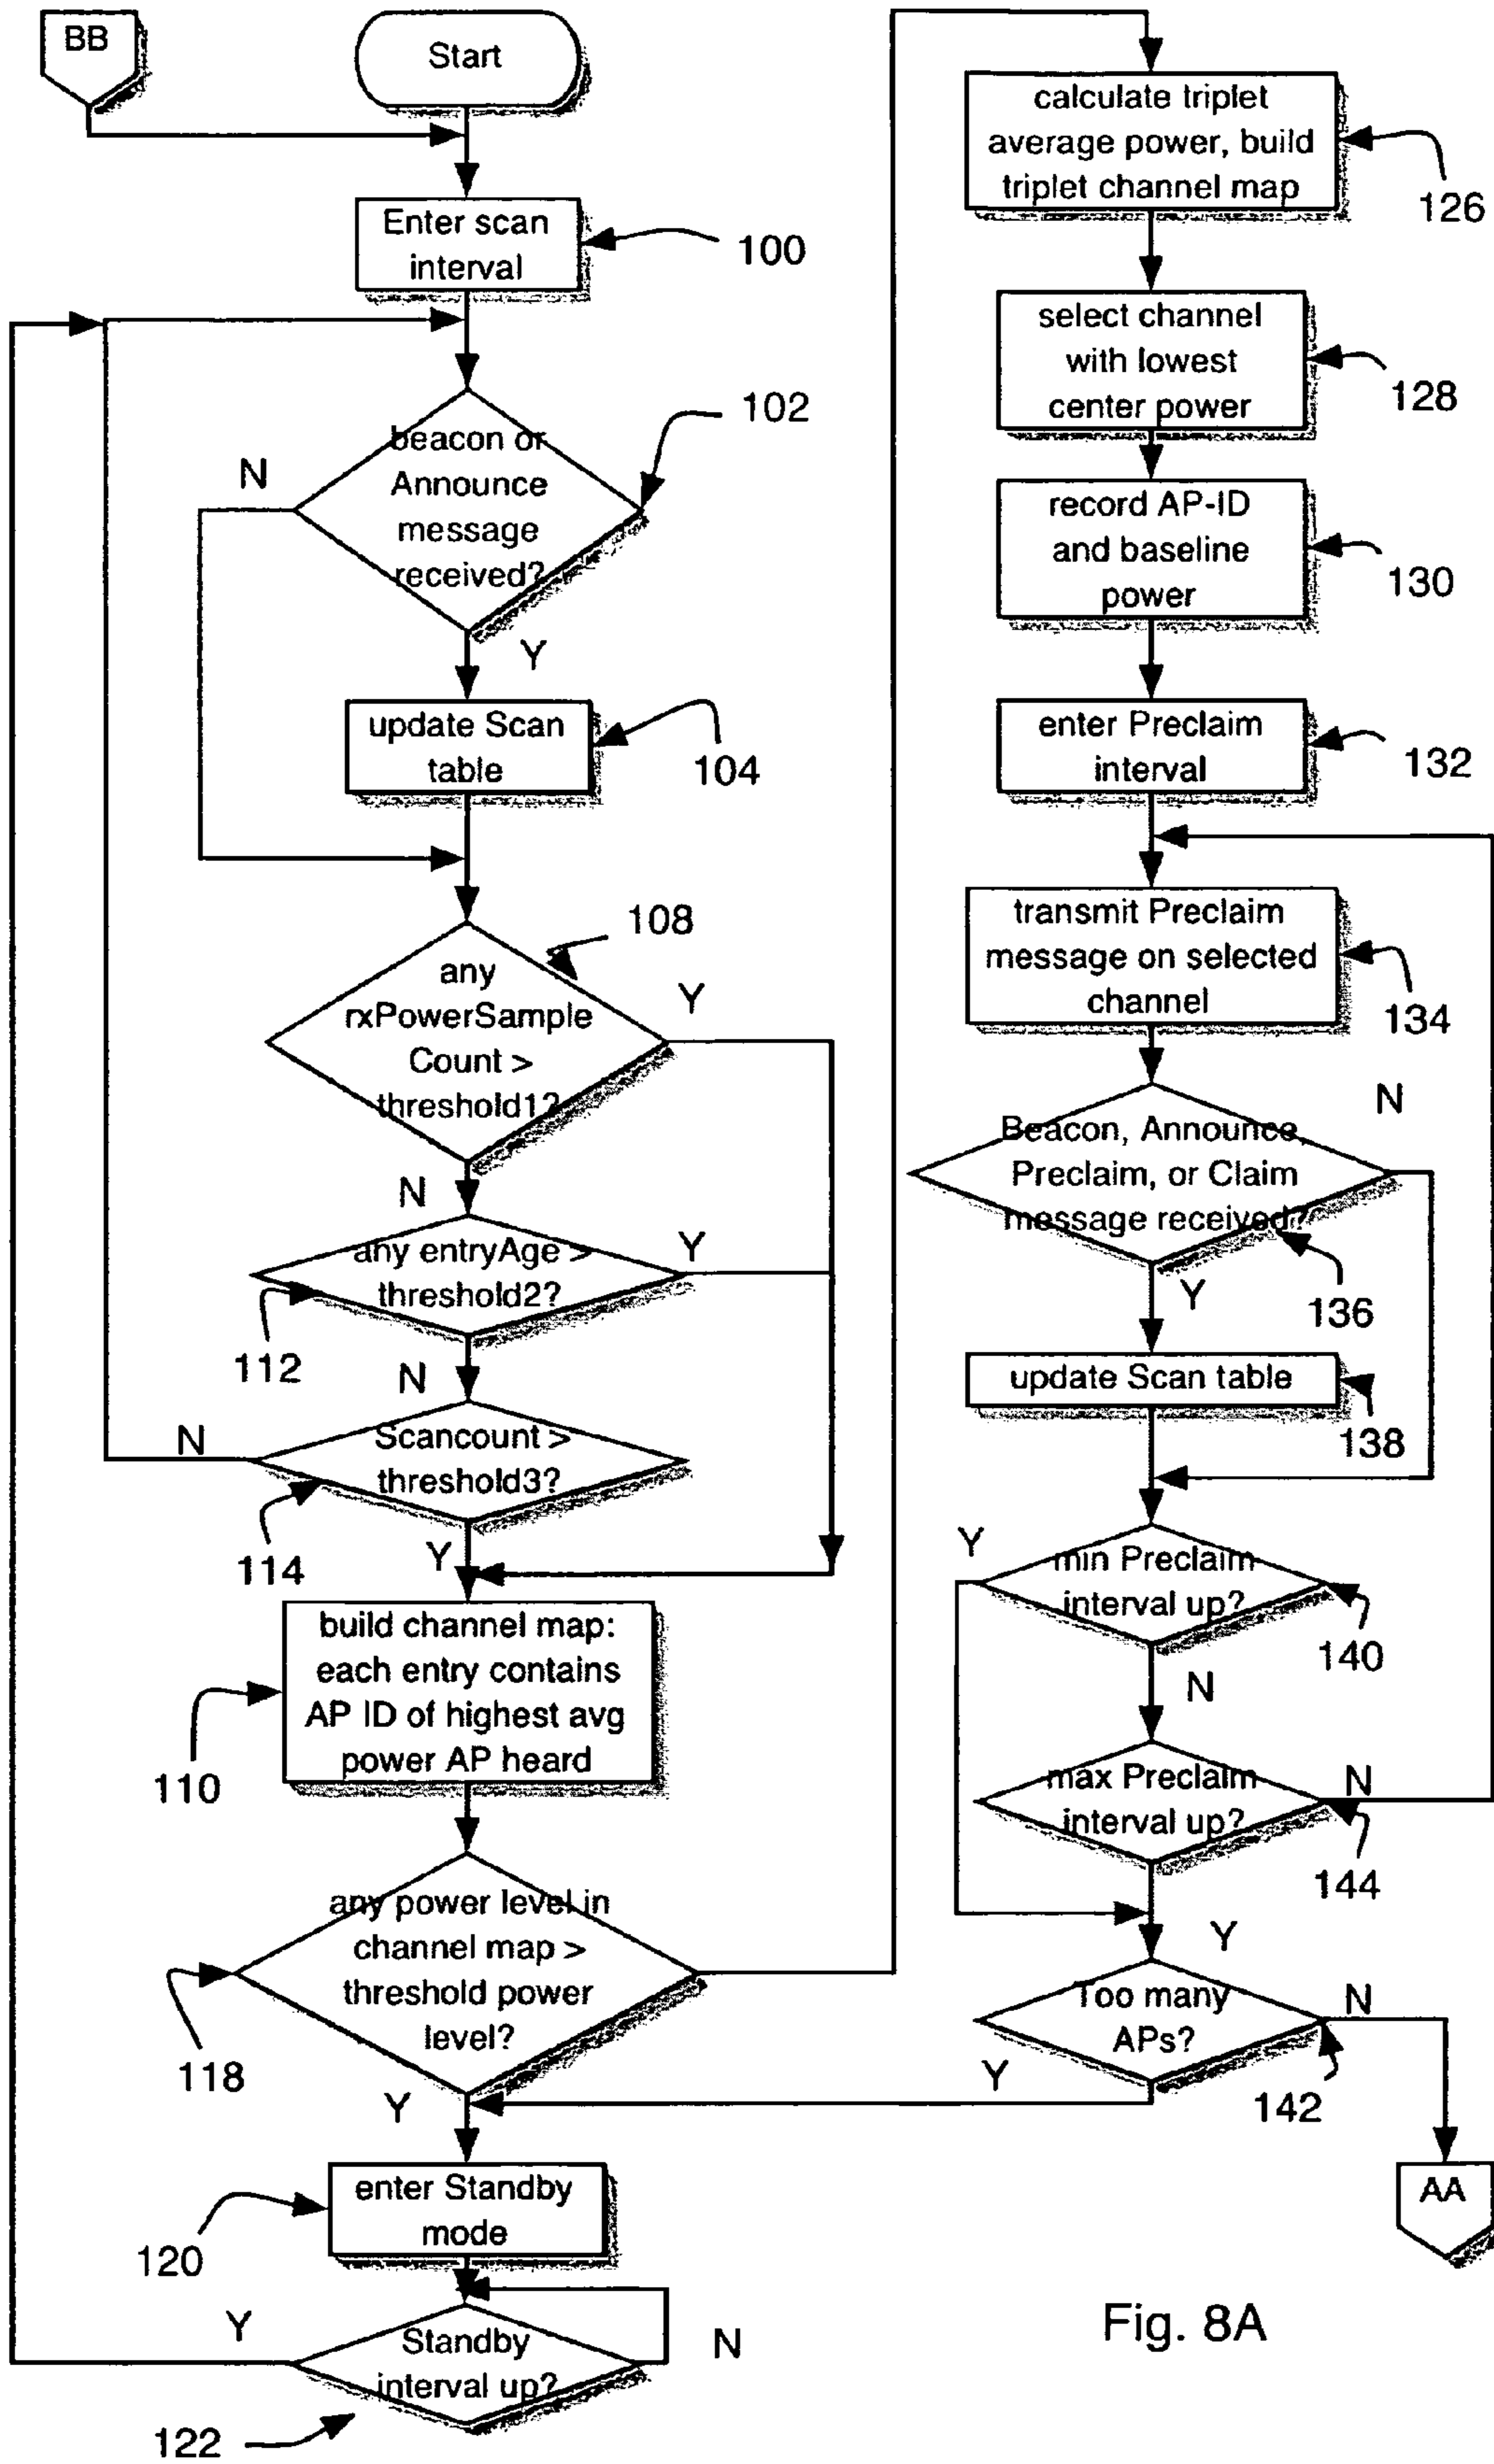 BB
Start
Enter scan
interval
100
beacon or
Announce
message
received?
102
N
Y
update Scan
table
104
108
any
rxPowerSample
Count >
threshold1?
Y
N
any entryAge >
threshold2?
Y
112
N
Scancount >
threshold3?
N
114
Y
build channel map:
each entry contains
AP ID of highest avg
power AP heard
110
any power level in
channel map >
threshold power
level?
118
Y
enter Standby
mode
120
Standby
interval up?
Y
N
122
calculate triplet
average power, build
triplet channel map
126
select channel
with lowest
center power
128
record AP-ID
and baseline
power
130
enter Preclaim
interval
132
transmit Preclaim
message on selected
channel
134
N
Beacon, Announce,
Preclaim, or Claim
message received?
136
Y
update Scan table
138
Y
min Preclaim
interval up?
140
N
max Preclaim
interval up?
N
144
Y
Too many
APs?
N
Y
142
AA
Fig. 8A